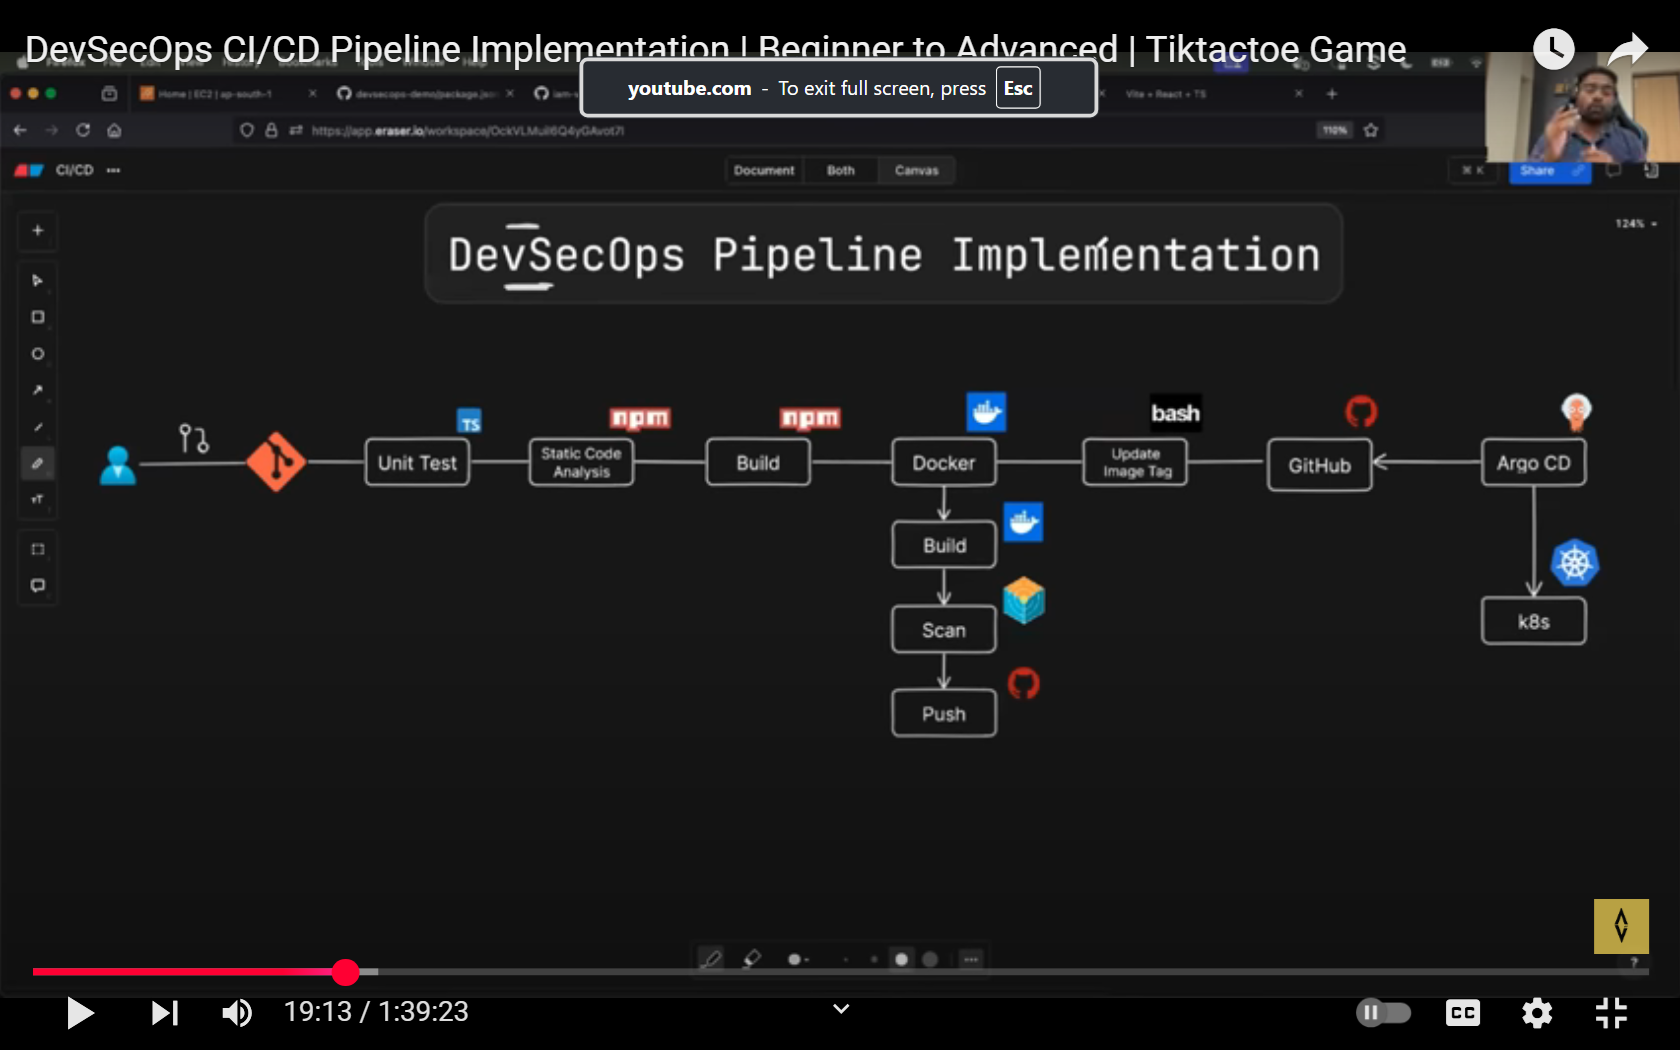 DevSecOps CI/CD Pipeline Implementation | Beginner to Advanced | Tiktactoe Game
youtube.com - To exit full screen, press Esc
Home | EC2 | ap-south-1
devsecops-demo/package.json
Vite + React + TS
https://app.eraser.io/workspace/
110%
CI/CD
Document
Both
Canvas
⌘ K
Share
124%
DevSecOps Pipeline Implementation
TS
npm
npm
bash
Unit Test
Static Code
Analysis
Build
Docker
Update
Image Tag
GitHub
Argo CD
Build
Scan
Push
k8s
?
19:13 / 1:39:23
CC